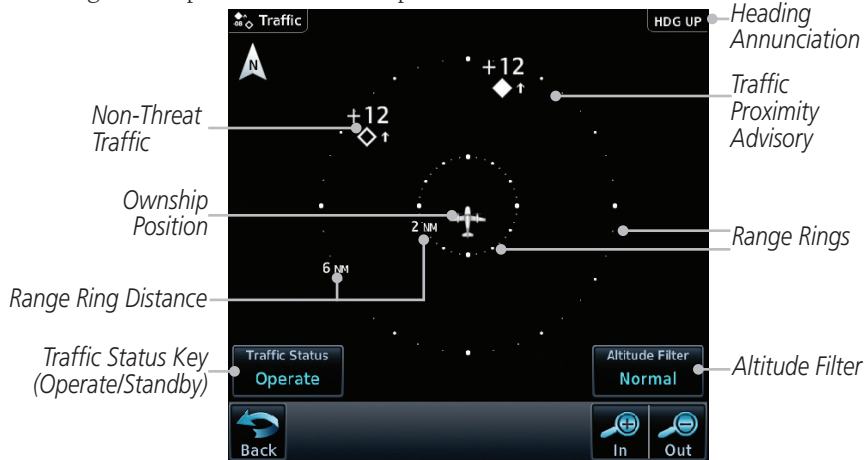 Traffic
HDG UP
Heading
Annunciation
N
+12
+12
Traffic
Proximity
Advisory
Non-Threat
Traffic
Ownship
Position
2 NM
Range Rings
6 NM
Range Ring Distance
Traffic Status Key
(Operate/Standby)
Traffic Status
Operate
Altitude Filter
Normal
Altitude Filter
Back
In
Out